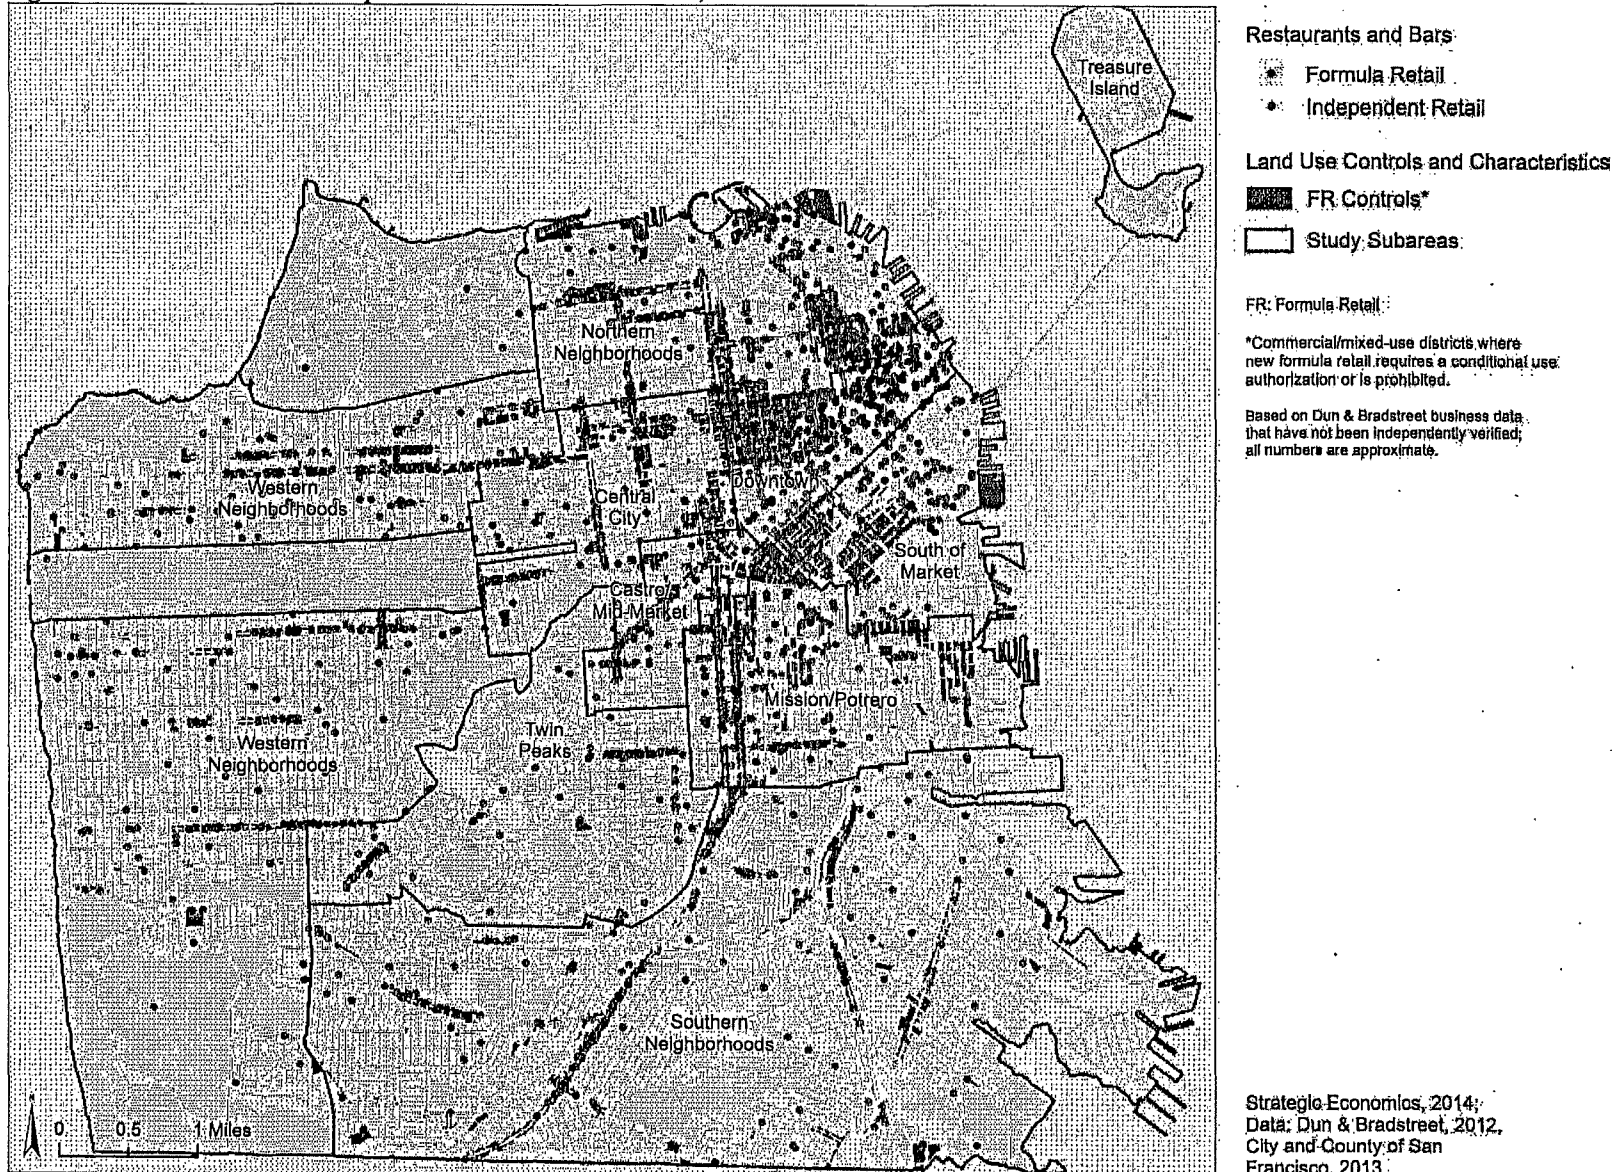 Restaurants and Bars
Formula Retail
Independent Retail
Land Use Controls and Characteristics
FR Controls*
Study Subareas
FR: Formula Retail
*Commercial/mixed-use districts where
new formula retail requires a conditional use
authorization or is prohibited.
Based on Dun & Bradstreet business data
that have not been independently verified;
all numbers are approximate.
Treasure
Island
Northern
Neighborhoods
Western
Neighborhoods
Central
City
Downtown
South of
Market
Castro/
Mid-Market
Mission/Potrero
Twin
Peaks
Western
Neighborhoods
Southern
Neighborhoods
0 0.5 1 Miles
Strategic Economics, 2014;
Data: Dun & Bradstreet, 2012,
City and County of San
Francisco, 2013